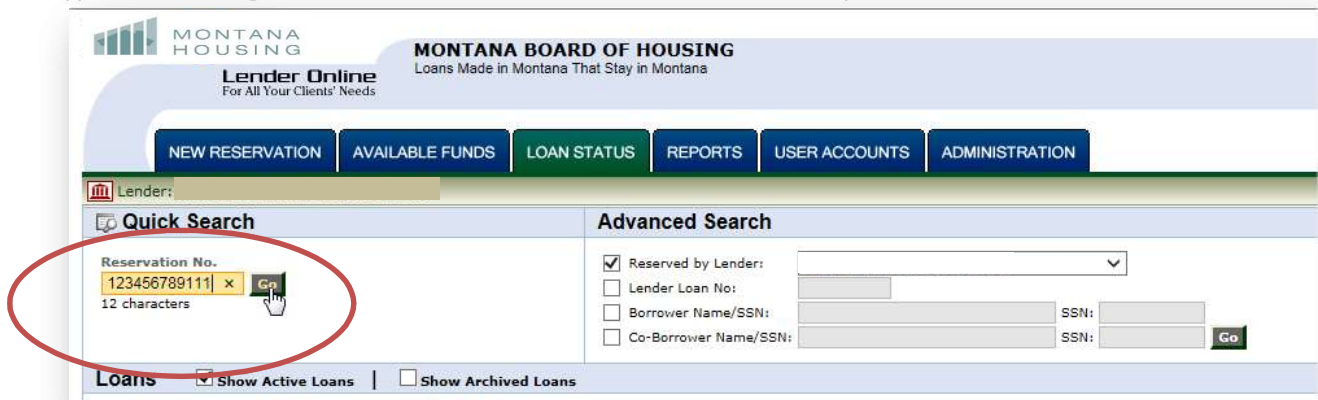 MONTANA
HOUSING
Lender Online
For All Your Clients' Needs
MONTANA BOARD OF HOUSING
Loans Made in Montana That Stay in Montana
NEW RESERVATION AVAILABLE FUNDS LOAN STATUS REPORTS USER ACCOUNTS ADMINISTRATION
Lender:
Quick Search
Reservation No.
123456789111 × Go
12 characters
Advanced Search
Reserved by Lender:
Lender Loan No:
Borrower Name/SSN: SSN:
Co-Borrower Name/SSN: SSN: Go
Loans Show Active Loans | Show Archived Loans